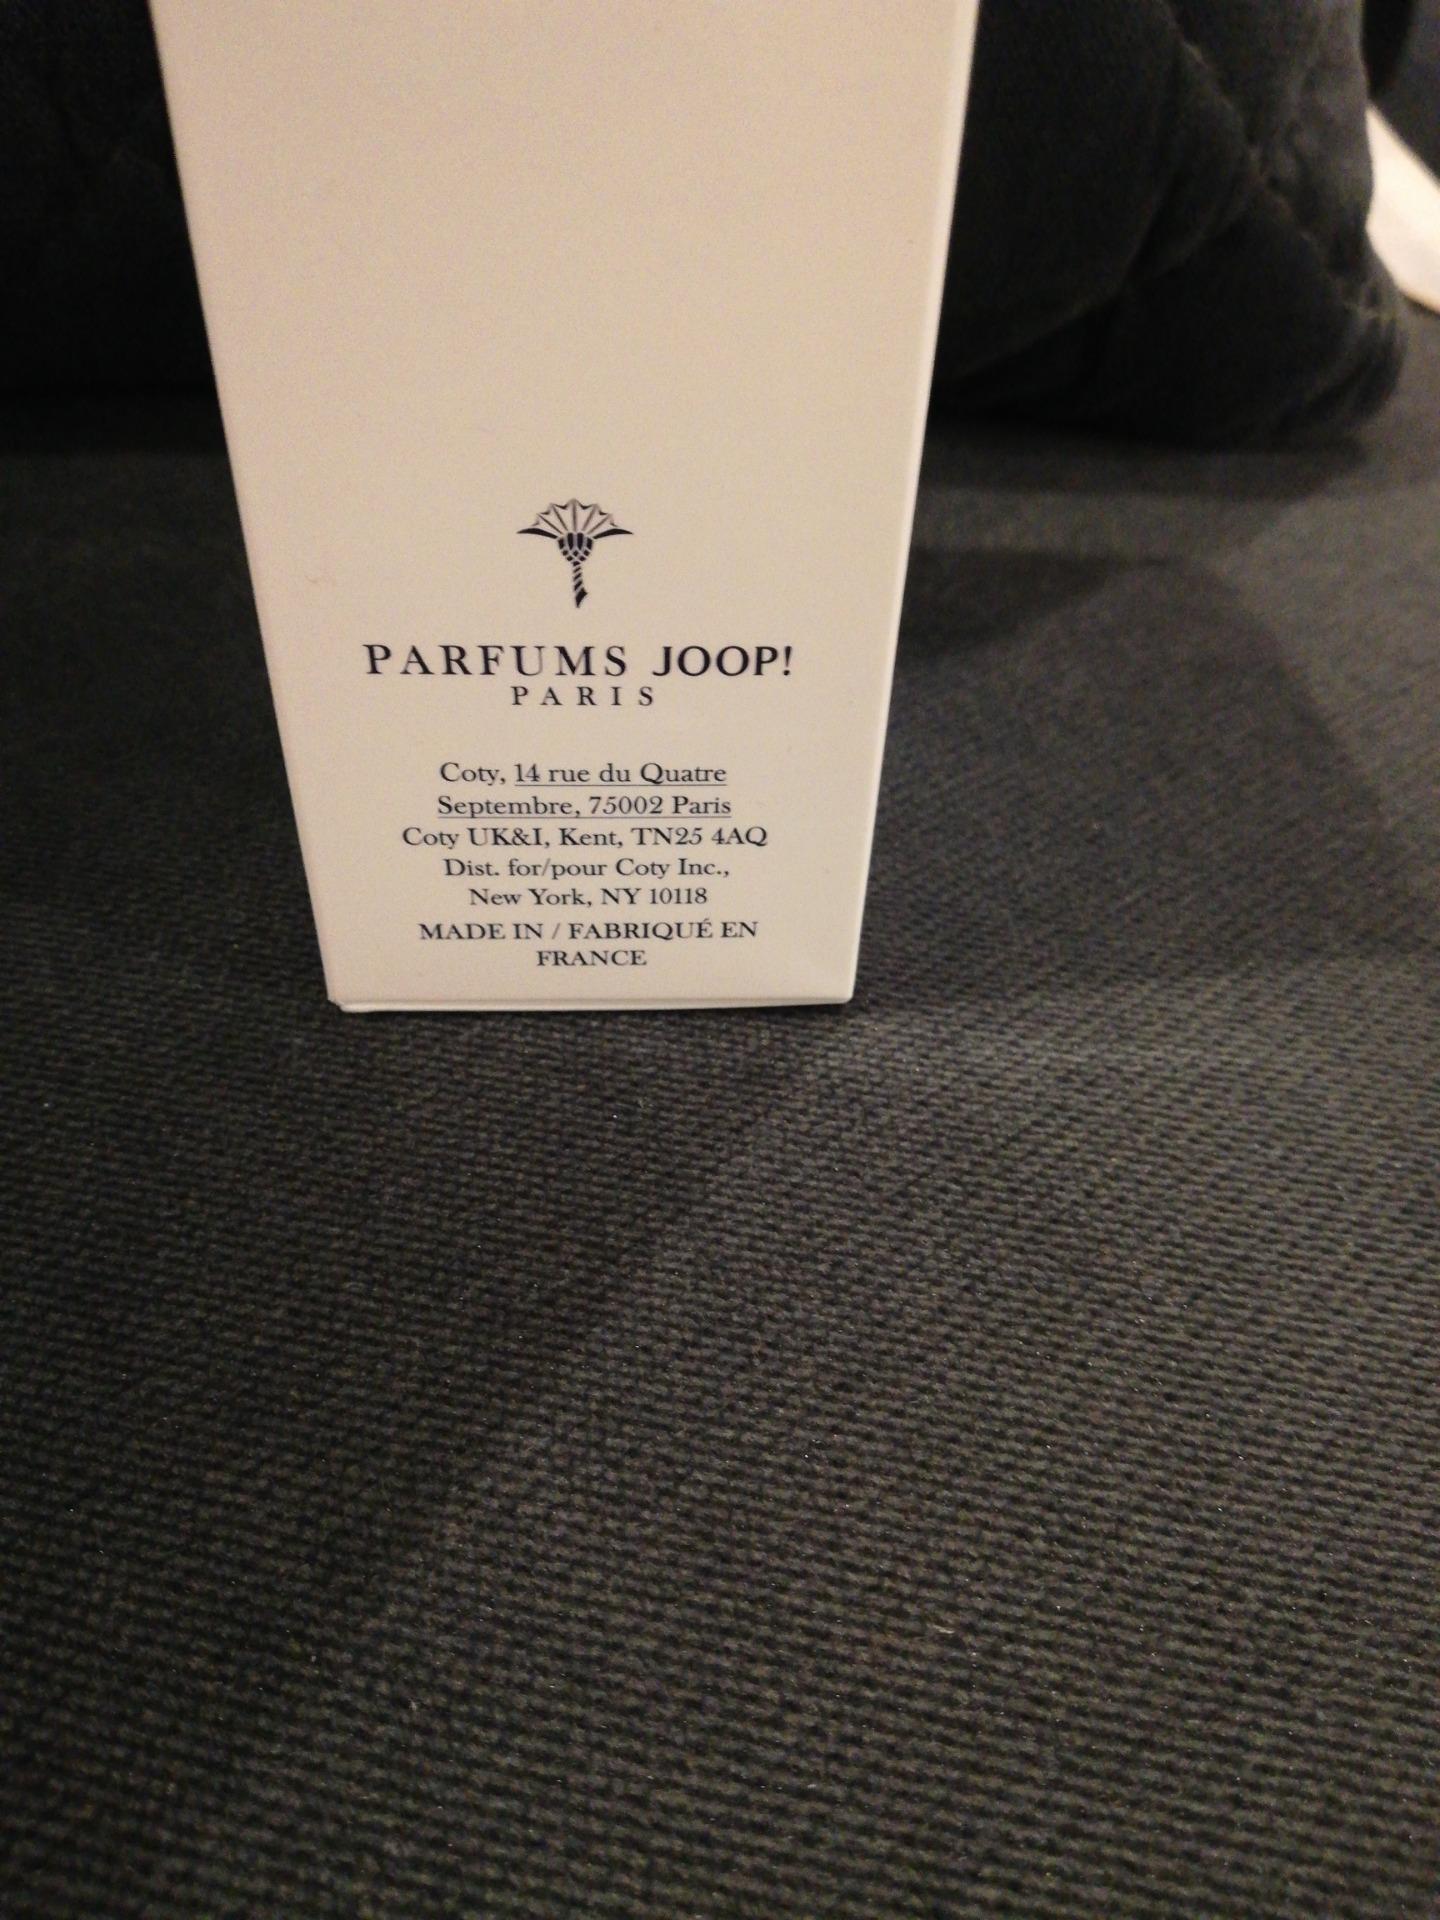 PARFUMS JOOP!
PARIS
Coty, 14 rue du Quatre
Septembre, 75002 Paris
Coty UK&I, Kent, TN25 4AQ
Dist. for/pour Coty Inc.,
New York, NY 10118
MADE IN / FABRIQUÉ EN
FRANCE